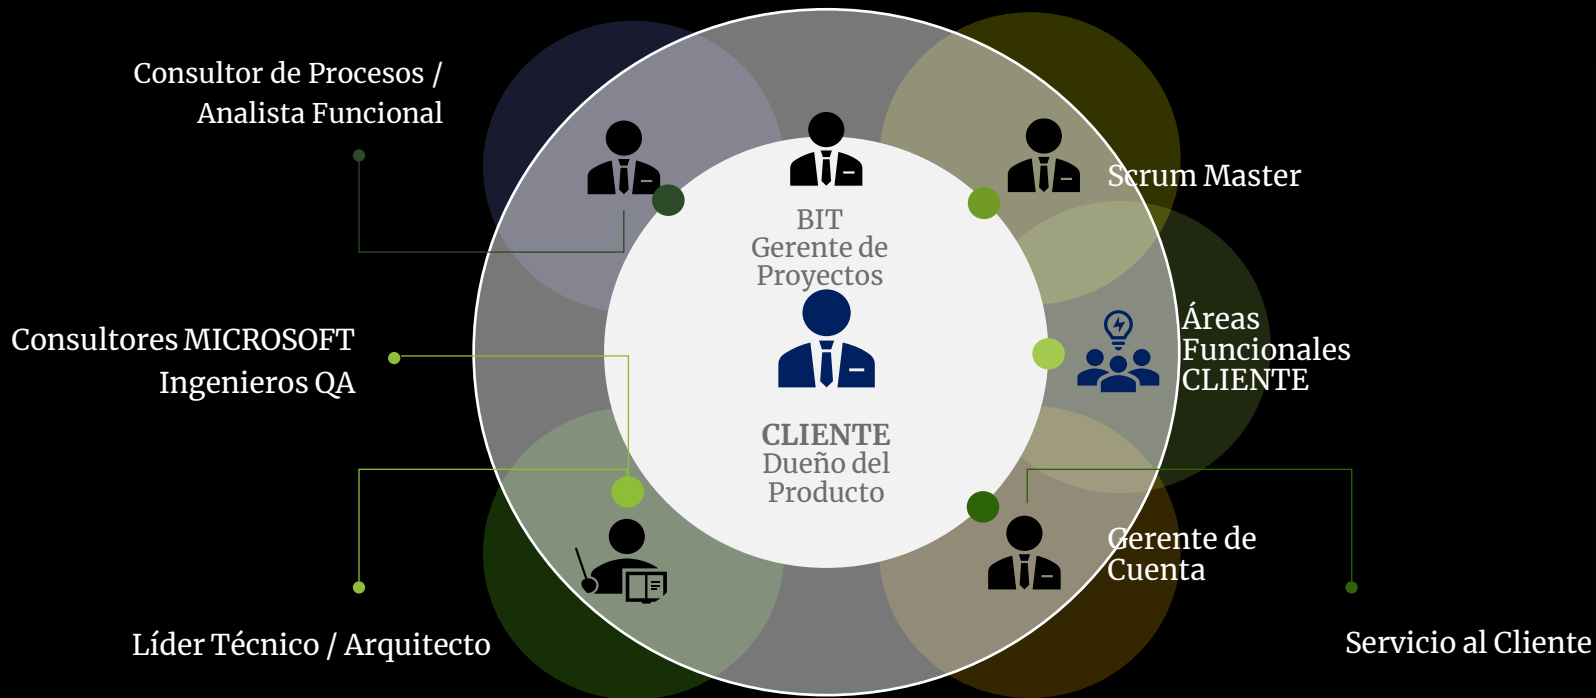 Consultor de Procesos /
Analista Funcional
BIT
Gerente de
Proyectos
Scrum Master
Consultores MICROSOFT
Ingenieros QA
Áreas
Funcionales
CLIENTE
CLIENTE
Dueño del
Producto
Gerente de
Cuenta
Líder Técnico / Arquitecto
Servicio al Cliente